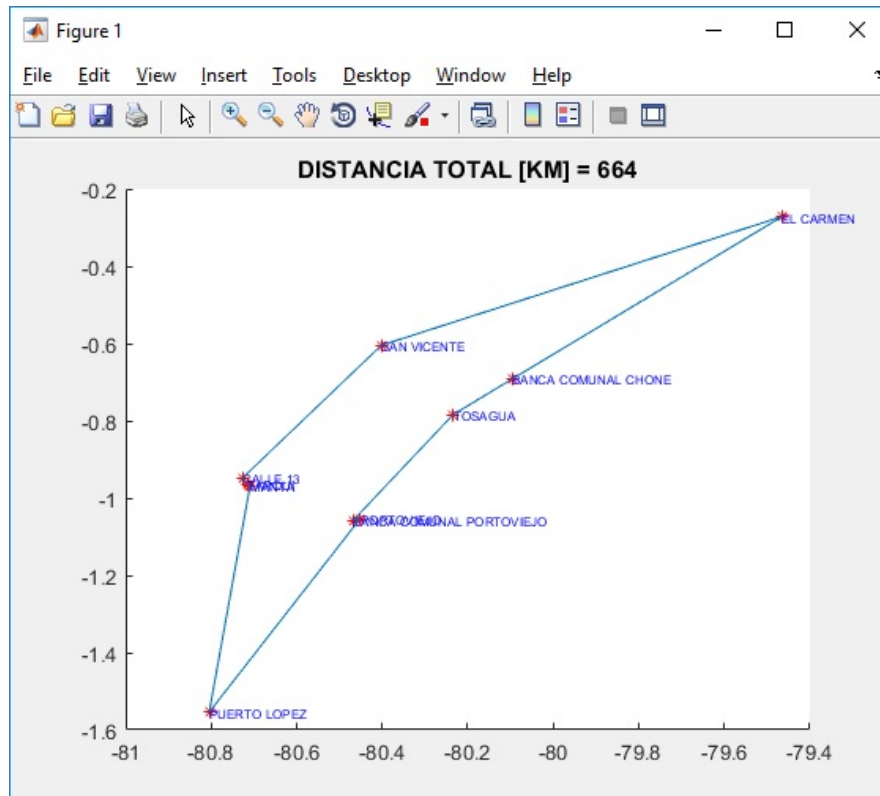 Figure 1
File Edit View Insert Tools Desktop Window Help
DISTANCIA TOTAL [KM] = 664
-0.2
EL CARMEN
-0.4
-0.6
SAN VICENTE
BANCA COMUNAL CHONE
-0.8
TOSAGUA
CALLE 13
MANTA
-1
PORTOVIEJO
BANCA COMUNAL PORTOVIEJO
-1.2
-1.4
PUERTO LOPEZ
-1.6
-81 -80.8 -80.6 -80.4 -80.2 -80 -79.8 -79.6 -79.4